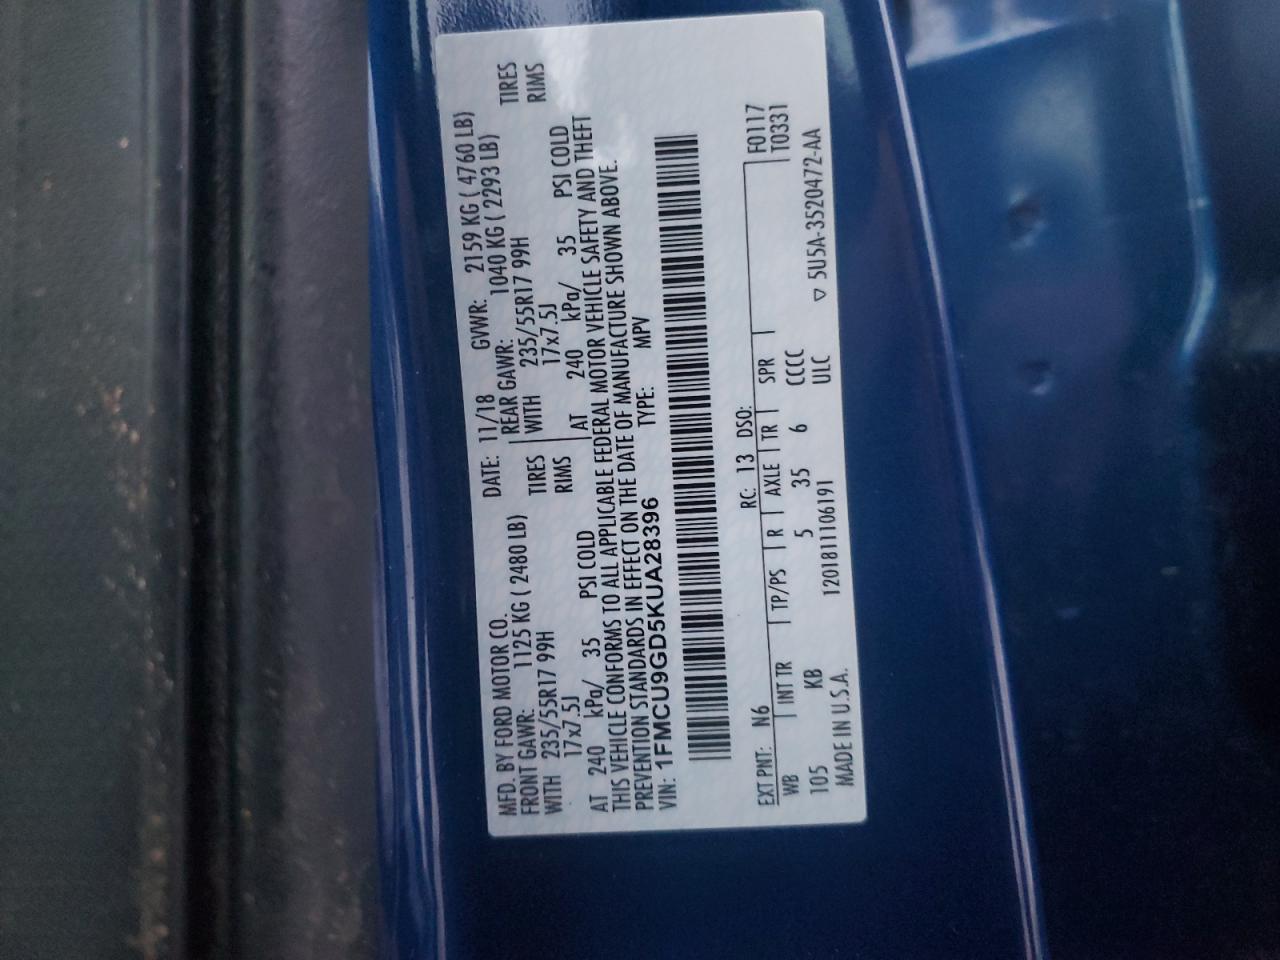 MFD. BY FORD MOTOR CO. DATE: 11/18 GVWR: 2159 KG ( 4760 LB)
FRONT GAWR: 1125 KG ( 2480 LB) REAR GAWR: 1040 KG ( 2293 LB)
WITH 235/55R17 99H TIRES WITH 235/55R17 99H TIRES
17x7.5J RIMS 17x7.5J RIMS
AT 240 kPa/ 35 PSI COLD AT 240 kPa/ 35 PSI COLD
THIS VEHICLE CONFORMS TO ALL APPLICABLE FEDERAL MOTOR VEHICLE SAFETY AND THEFT
PREVENTION STANDARDS IN EFFECT ON THE DATE OF MANUFACTURE SHOWN ABOVE.
VIN: 1FMCU9GD5KUA28396 TYPE: MPV
EXT PNT: N6 RC: 13 DSO: F0117
WB INT TR TP/PS R AXLE TR SPR T0331
105 KB 5 35 6 CCCC
MADE IN U.S.A. 1201811106191 ULC ▽ 5U5A-3520472-AA